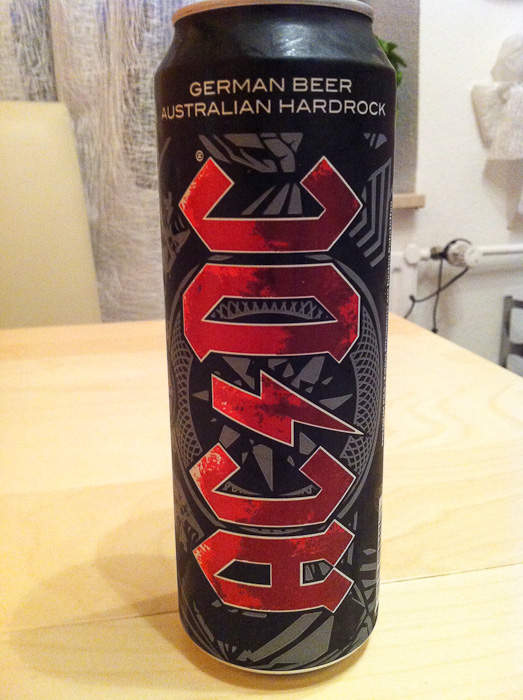 GERMAN BEER
AUSTRALIAN HARDROCK
®
AC⚡DC